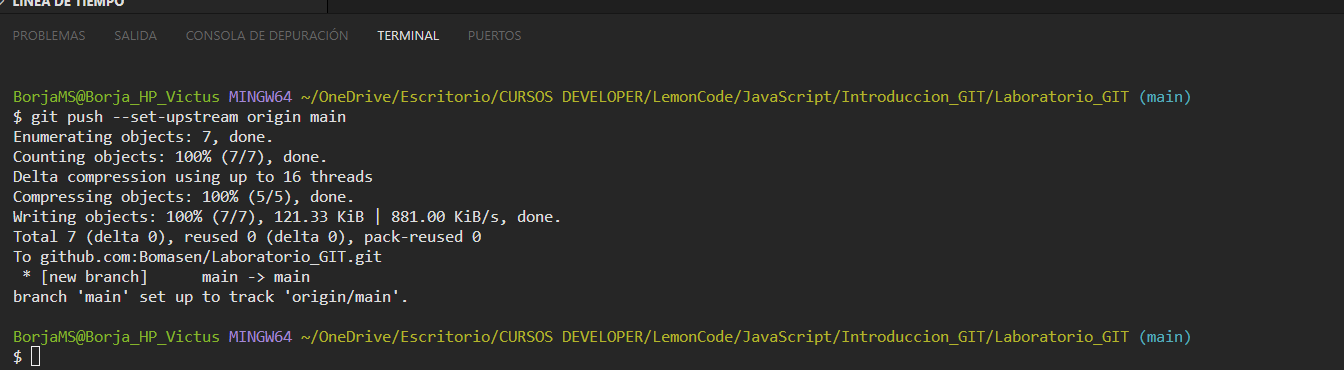 LÍNEA DE TIEMPO
PROBLEMAS SALIDA CONSOLA DE DEPURACIÓN TERMINAL PUERTOS
BorjaMS@Borja_HP_Victus MINGW64 ~/OneDrive/Escritorio/CURSOS DEVELOPER/LemonCode/JavaScript/Introduccion_GIT/Laboratorio_GIT (main)
$ git push --set-upstream origin main
Enumerating objects: 7, done.
Counting objects: 100% (7/7), done.
Delta compression using up to 16 threads
Compressing objects: 100% (5/5), done.
Writing objects: 100% (7/7), 121.33 KiB | 881.00 KiB/s, done.
Total 7 (delta 0), reused 0 (delta 0), pack-reused 0
To github.com:Bomasen/Laboratorio_GIT.git
 * [new branch]      main -> main
branch 'main' set up to track 'origin/main'.
BorjaMS@Borja_HP_Victus MINGW64 ~/OneDrive/Escritorio/CURSOS DEVELOPER/LemonCode/JavaScript/Introduccion_GIT/Laboratorio_GIT (main)
$